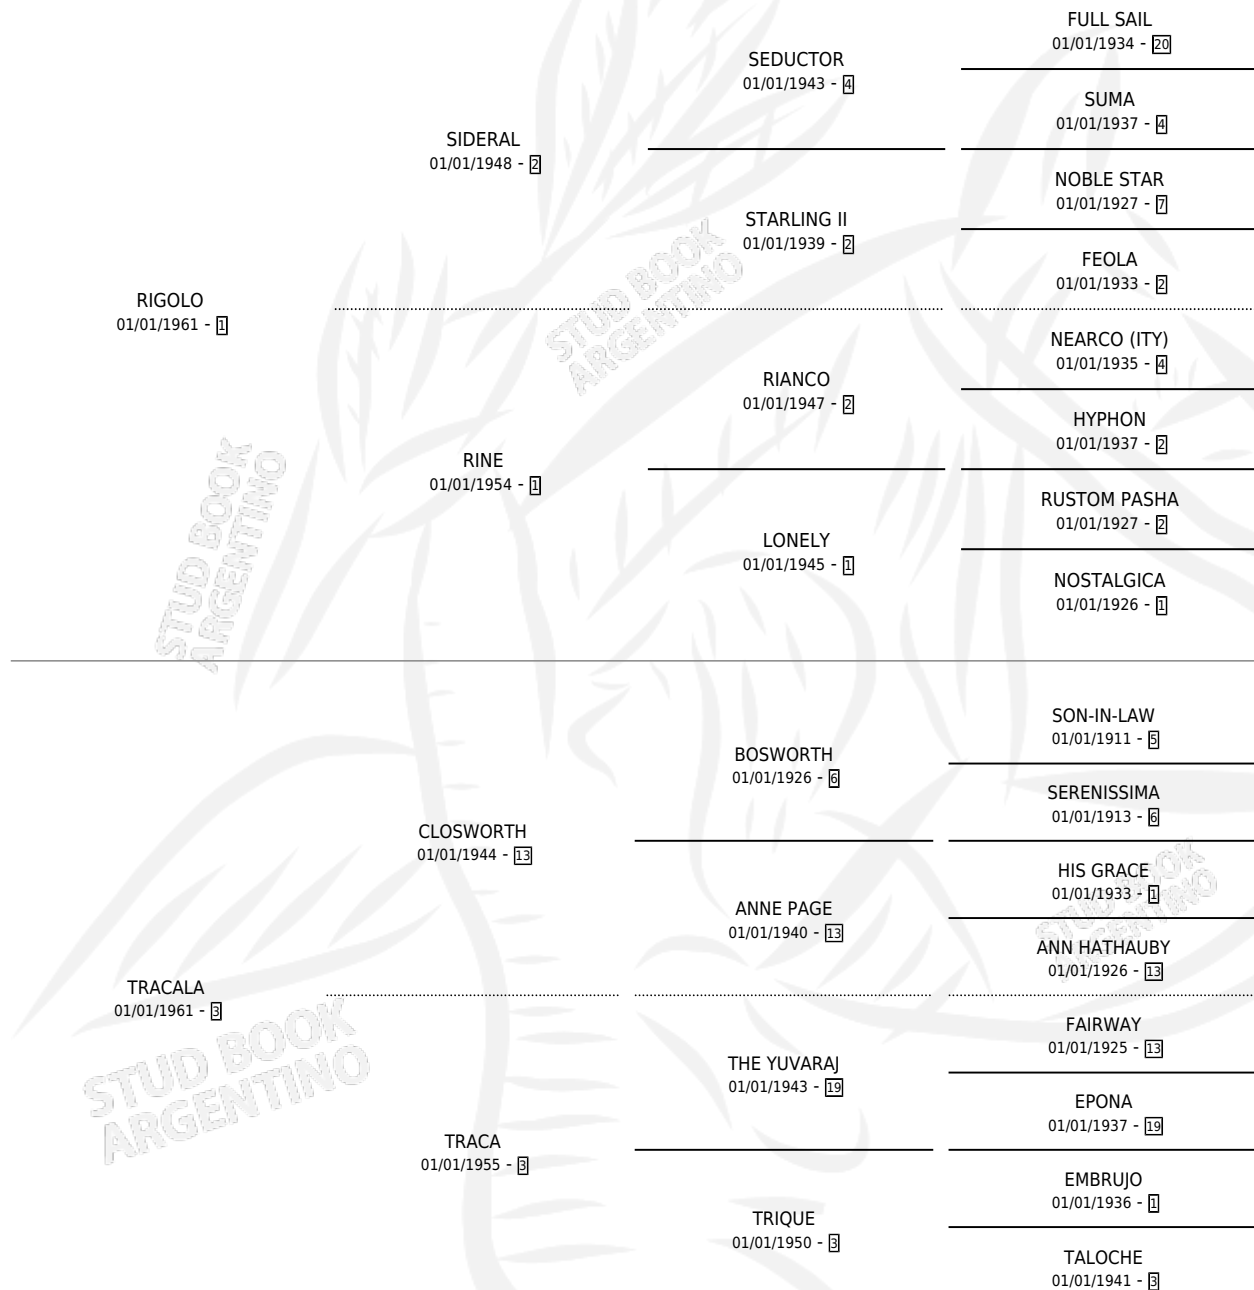 FULL SAIL
01/01/1934 - 20
SEDUCTOR
01/01/1943 - 4
SUMA
01/01/1937 - 4
SIDERAL
01/01/1948 - 2
NOBLE STAR
01/01/1927 - 7
STARLING II
01/01/1939 - 2
FEOLA
01/01/1933 - 2
RIGOLO
01/01/1961 - 1
NEARCO (ITY)
01/01/1935 - 4
RIANCO
01/01/1947 - 2
HYPHON
01/01/1937 - 2
RINE
01/01/1954 - 1
RUSTOM PASHA
01/01/1927 - 2
LONELY
01/01/1945 - 1
NOSTALGICA
01/01/1926 - 1
SON-IN-LAW
01/01/1911 - 5
BOSWORTH
01/01/1926 - 6
SERENISSIMA
01/01/1913 - 6
CLOSWORTH
01/01/1944 - 13
HIS GRACE
01/01/1933 - 1
ANNE PAGE
01/01/1940 - 13
ANN HATHAUBY
01/01/1926 - 13
TRACALA
01/01/1961 - 3
FAIRWAY
01/01/1925 - 13
THE YUVARAJ
01/01/1943 - 19
EPONA
01/01/1937 - 19
TRACA
01/01/1955 - 3
EMBRUJO
01/01/1936 - 1
TRIQUE
01/01/1950 - 3
TALOCHE
01/01/1941 - 3
STUD BOOK
ARGENTINO
STUD BOOK
ARGENTINO
STUD BOOK
ARGENTINO
STUD BOOK
ARGENTINO